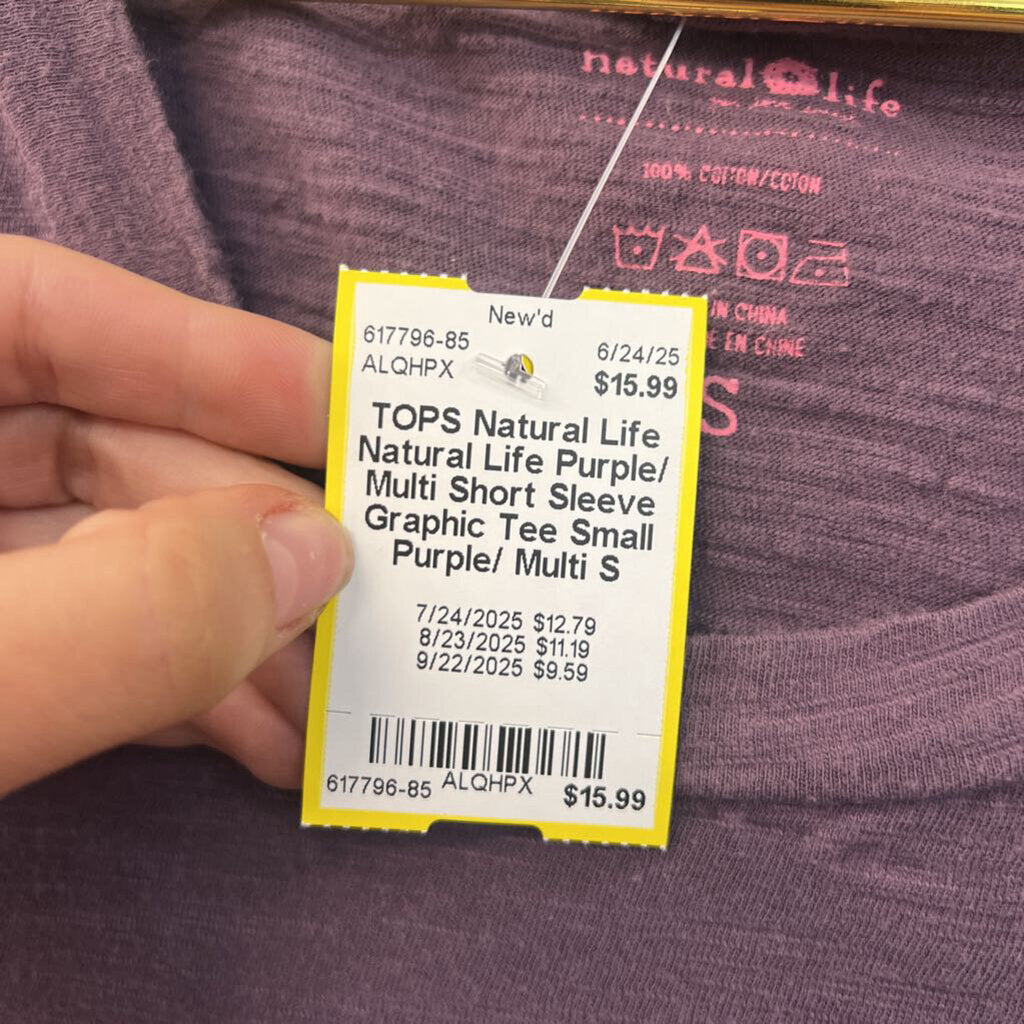 natural life
100% COTTON/COTON
IN CHINA
E EN CHINE
S
New'd
617796-85
6/24/25
ALQHPX
$15.99
TOPS Natural Life
Natural Life Purple/
Multi Short Sleeve
Graphic Tee Small
Purple/ Multi S
7/24/2025 $12.79
8/23/2025 $11.19
9/22/2025 $9.59
617796-85 ALQHPX $15.99